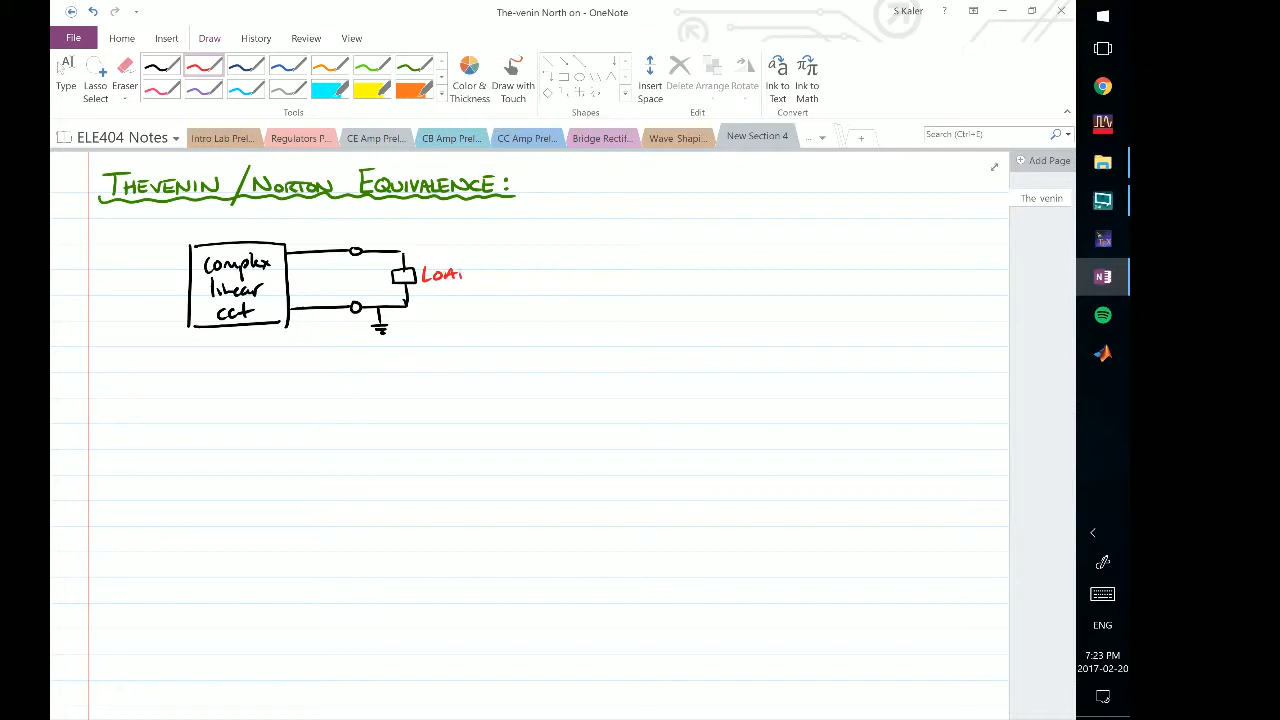 The-venin North on - OneNote
S Kaler
?
File
Home
Insert
Draw
History
Review
View
Type
Lasso Select
Eraser
Color & Thickness
Draw with Touch
Insert Space
Delete
Arrange
Rotate
Ink to Text
Ink to Math
Tools
Shapes
Edit
Convert
ELE404 Notes
Intro Lab Prel...
Regulators P...
CE Amp Prel...
CB Amp Prel...
CC Amp Prel...
Bridge Rectif...
Wave Shapi...
New Section 4
...
Search (Ctrl+E)
Add Page
The venin
THEVENIN / NORTON EQUIVALENCE:
complex
linear
cct
LOA
ENG
7:23 PM
2017-02-20